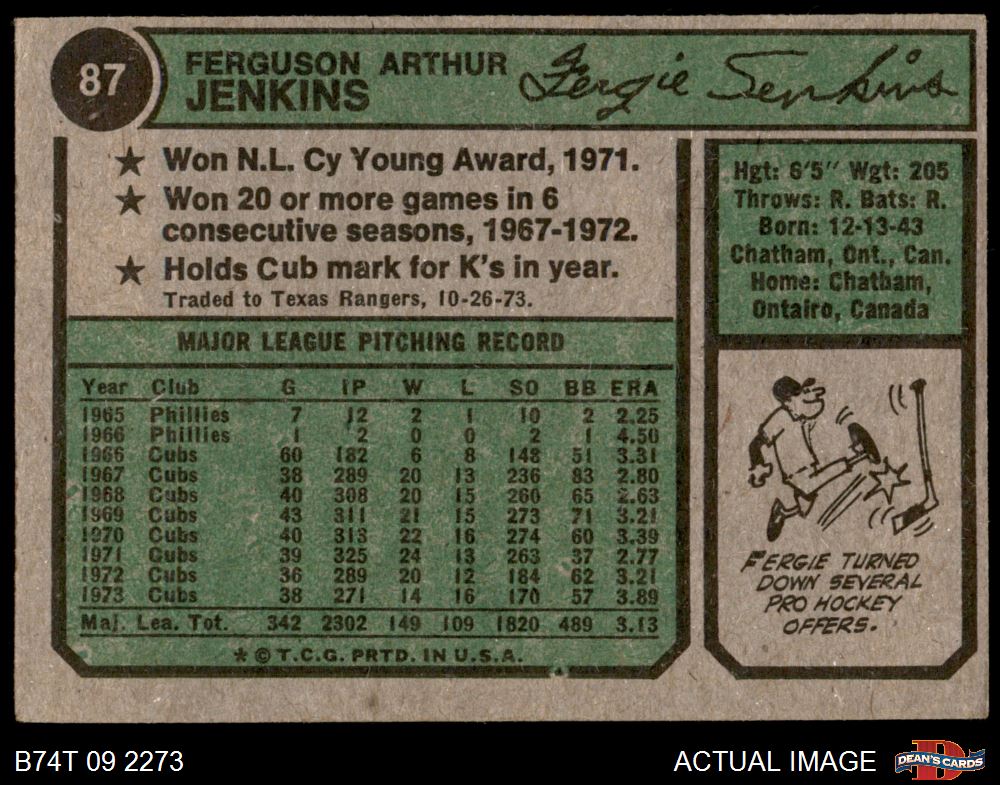 87
FERGUSON ARTHUR
JENKINS
Fergie Jenkins
★ Won N.L. Cy Young Award, 1971.
★ Won 20 or more games in 6
consecutive seasons, 1967-1972.
★ Holds Cub mark for K's in year.
Traded to Texas Rangers, 10-26-73.
Hgt: 6'5" Wgt: 205
Throws: R. Bats: R.
Born: 12-13-43
Chatham, Ont., Can.
Home: Chatham,
Ontairo, Canada
MAJOR LEAGUE PITCHING RECORD
Year Club G IP W L SO BB ERA
1965 Phillies 7 12 2 1 10 2 2.25
1966 Phillies 1 2 0 0 2 1 4.50
1966 Cubs 60 182 6 8 148 51 3.31
1967 Cubs 38 289 20 13 236 83 2.80
1968 Cubs 40 308 20 15 260 65 2.63
1969 Cubs 43 311 21 15 273 71 3.21
1970 Cubs 40 313 22 16 274 60 3.39
1971 Cubs 39 325 24 13 263 37 2.77
1972 Cubs 36 289 20 12 184 62 3.21
1973 Cubs 38 271 14 16 170 57 3.89
Maj. Lea. Tot. 342 2302 149 109 1820 489 3.13
★ © T.C.G. PRTD. IN U.S.A.
FERGIE TURNED
DOWN SEVERAL
PRO HOCKEY
OFFERS.
B74T 09 2273
ACTUAL IMAGE
D
DEAN'S CARDS